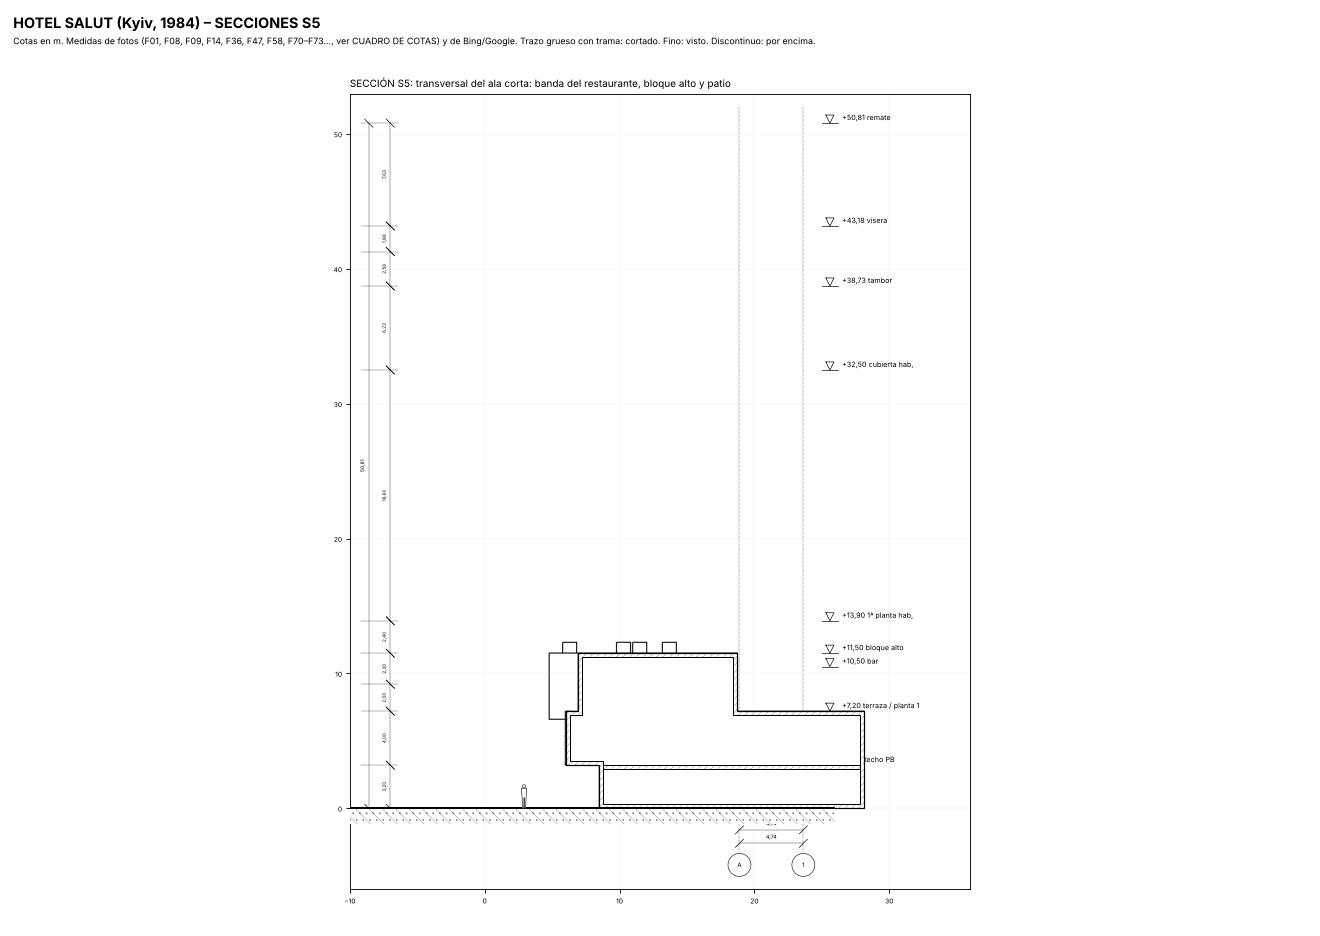 HOTEL SALUT (Kyiv, 1984) – SECCIONES S5
Cotas en m. Medidas de fotos (F01, F08, F09, F14, F36, F47, F58, F70–F73..., ver CUADRO DE COTAS) y de Bing/Google. Trazo grueso con trama: cortado. Fino: visto. Discontinuo: por encima.
SECCIÓN S5: transversal del ala corta: banda del restaurante, bloque alto y patio
+50,81 remate
50
7,63
+43,18 visera
1,89
40
2,56
+38,73 tambor
6,23
+32,50 cubierta hab,
30
50,81
18,60
20
+13,90 1ª planta hab,
2,40
+11,50 bloque alto
+10,50 bar
10
2,30
2,00
+7,20 terraza / planta 1
4,00
techo PB
3,20
0
4,74
A
1
−10
0
10
20
30